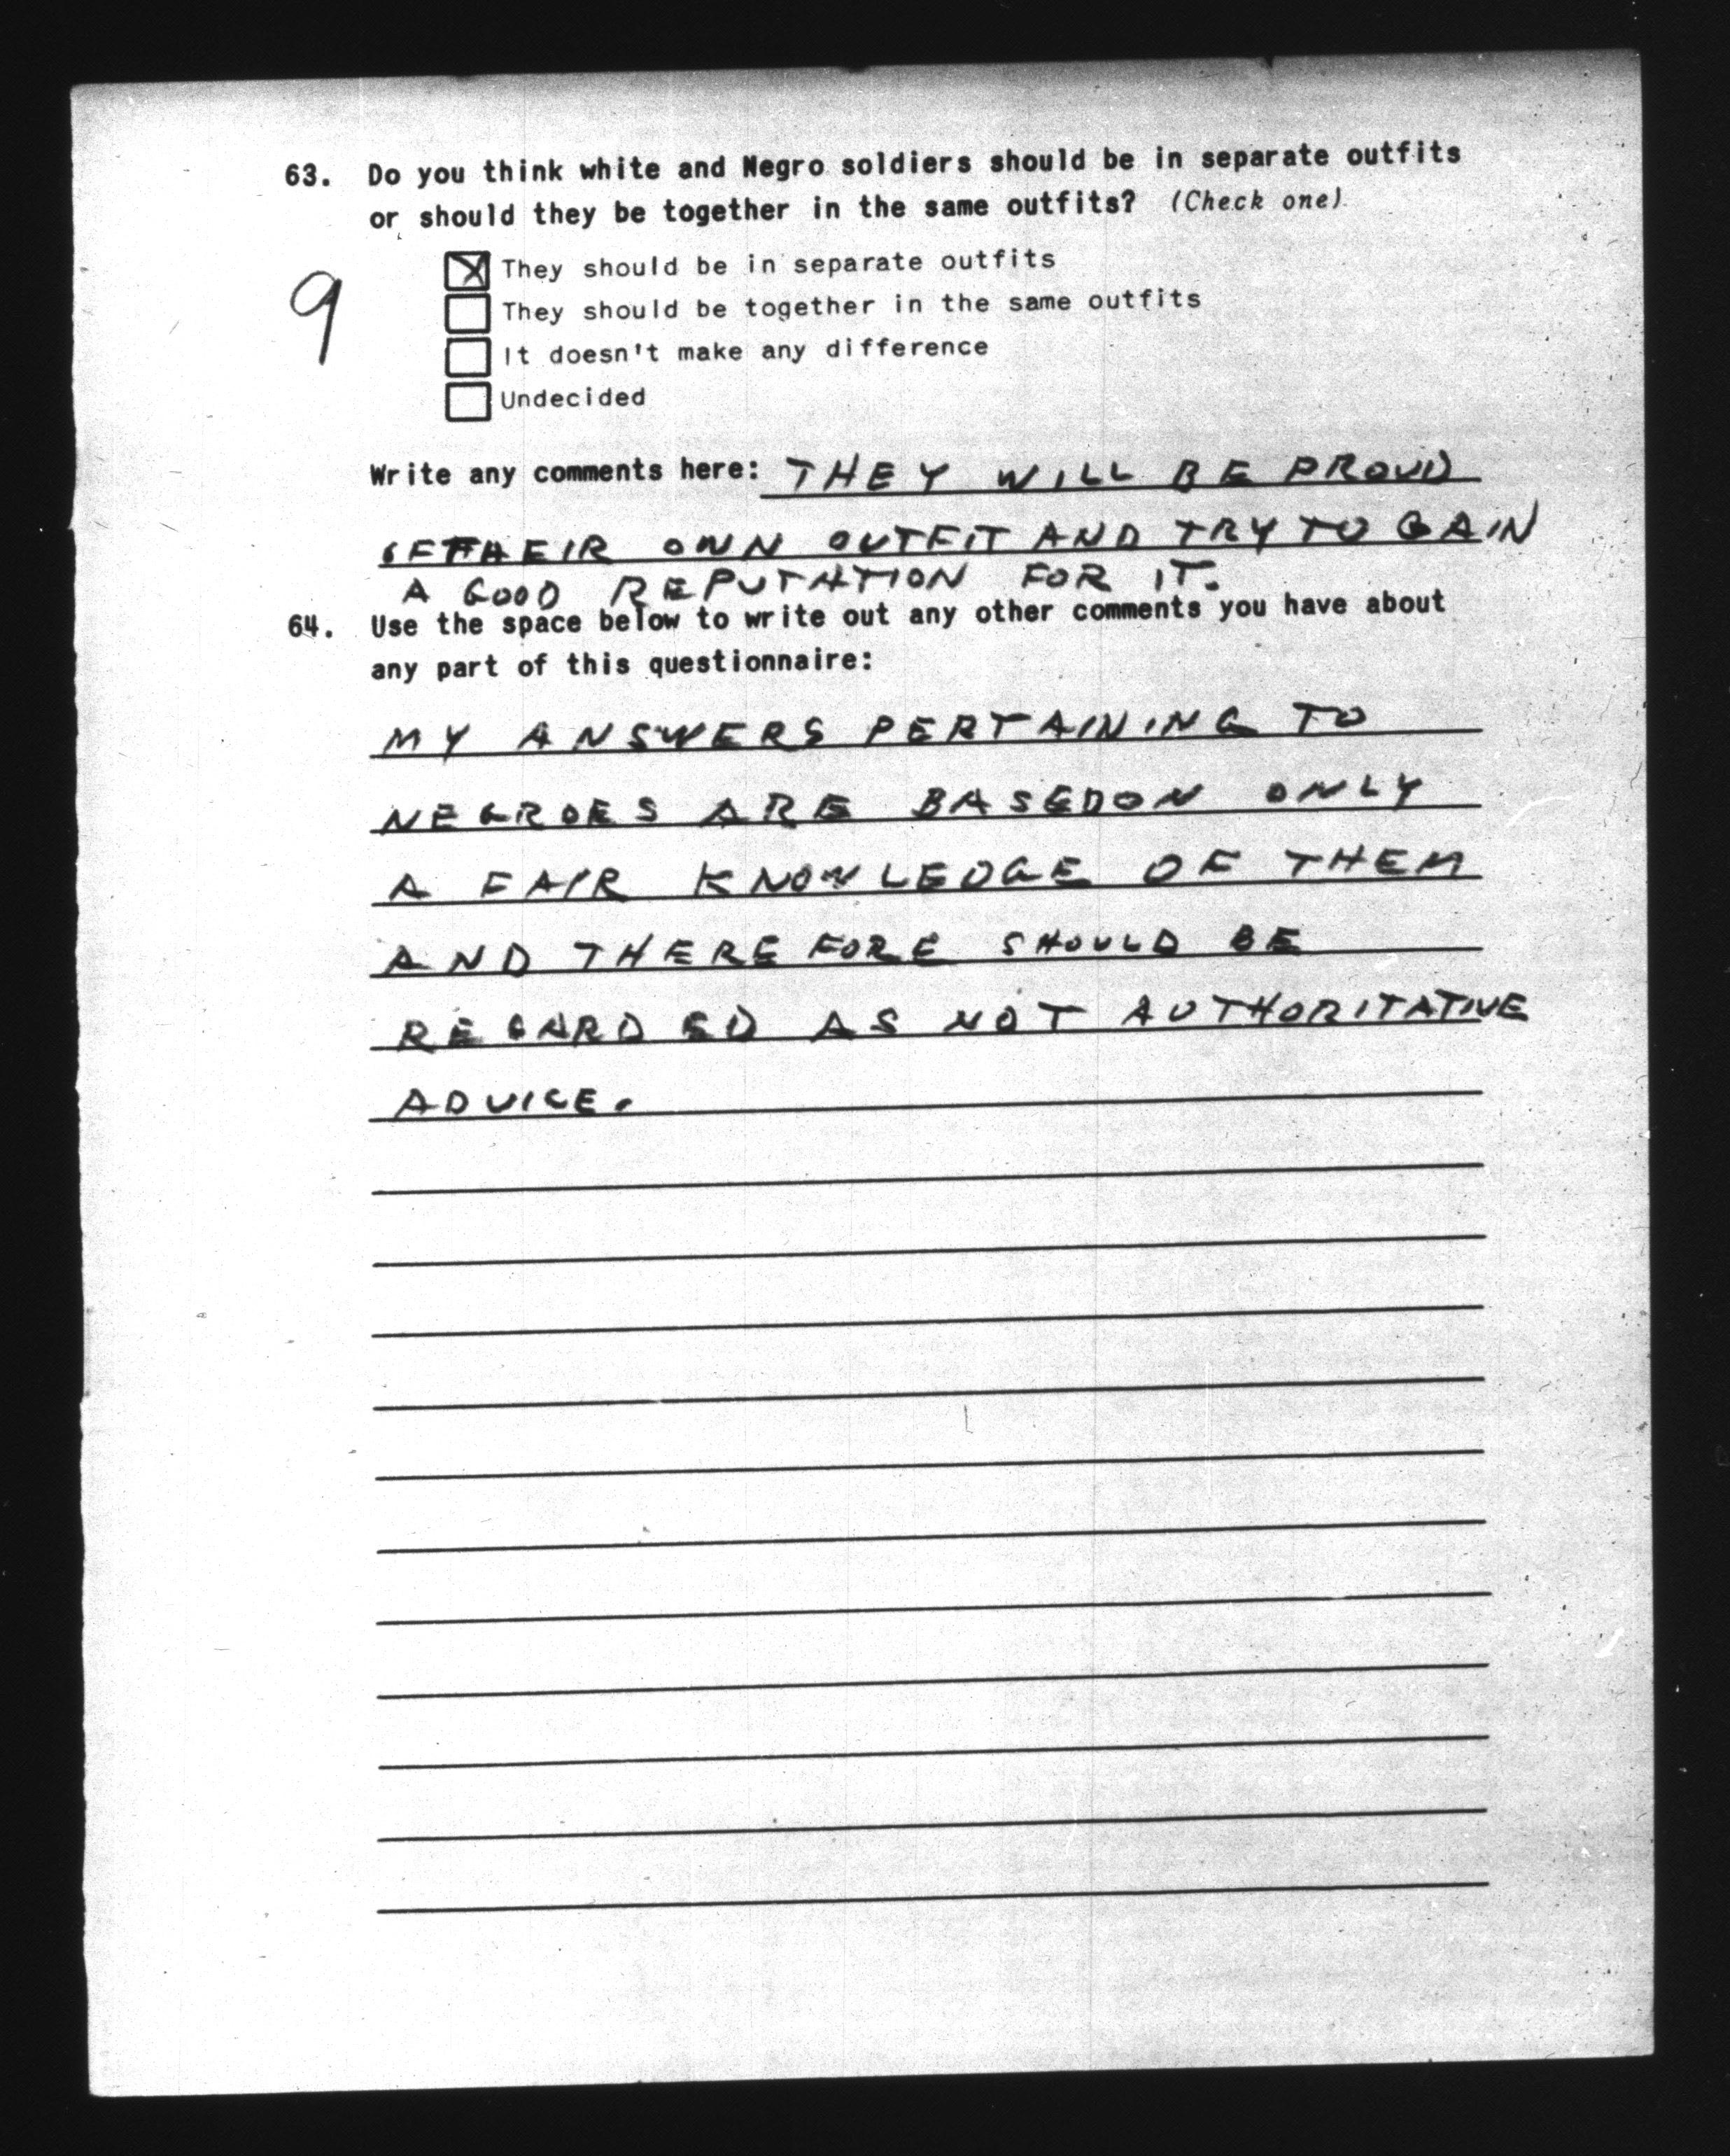 63. Do you think white and Negro soldiers should be in separate outfits
or should they be together in the same outfits? (Check one)
They should be in separate outfits
They should be together in the same outfits
It doesn't make any difference
Undecided
9
Write any comments here: THEY WILL BE PROUD
OF THEIR OWN OUTFIT AND TRY TO GAIN
A GOOD REPUTATION FOR IT.
64. Use the space below to write out any other comments you have about
any part of this questionnaire:
MY ANSWERS PERTAINING TO
NEGROES ARE BASED ON ONLY
A FAIR KNOWLEDGE OF THEM
AND THEREFORE SHOULD BE
REGARDED AS NOT AUTHORITATIVE
ADVICE.